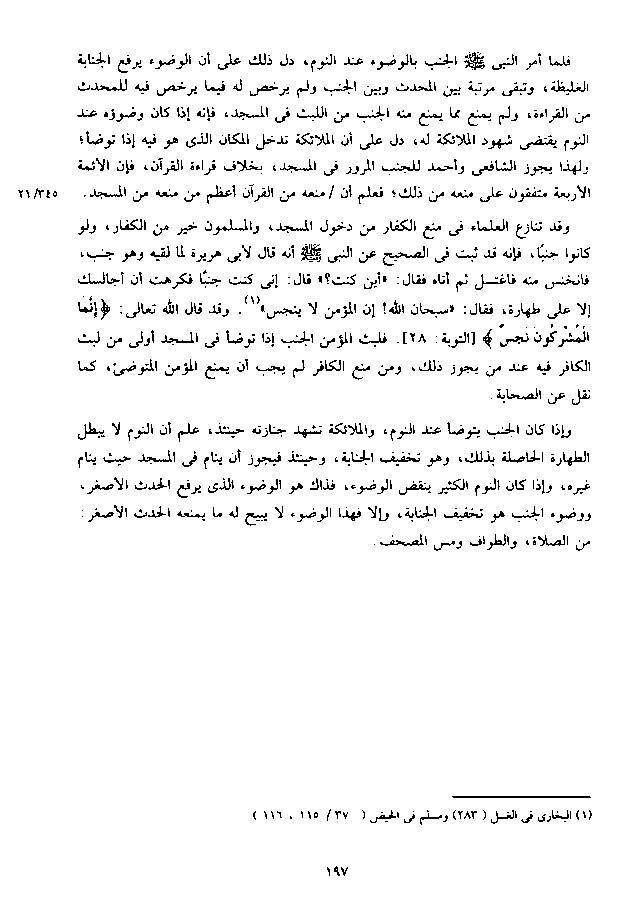 فلما أمر النبى ﷺ الجنب بالوضوء عند النوم، دل ذلك على أن الوضوء يرفع الجنابة
الغليظة، وتبقى مرتبة بين المحدث وبين الجنب ولم يرخص له فيما يرخص فيه للمحدث
من القراءة، ولم يمنع مما يمنع منه الجنب من اللبث فى المسجد، فإنه إذا كان وضوؤه عند
النوم يقتضى شهود الملائكة له، دل على أن الملائكة تدخل المكان الذى هو فيه إذا توضأ؛
ولهذا يجوز الشافعى وأحمد للجنب المرور فى المسجد، بخلاف قراءة القرآن، فإن الأئمة
الأربعة متفقون على منعه من ذلك؛ فعلم أن / منعه من القرآن أعظم من منعه من المسجد.
٢١/٣٤٥
وقد تنازع العلماء فى منع الكفار من دخول المسجد، والمسلمون خير من الكفار، ولو
كانوا جنبًا، فإنه قد ثبت فى الصحيح عن النبى ﷺ أنه قال لأبى هريرة لما لقيه وهو جنب،
فانخنس منه فاغتسل ثم أتاه فقال: «أين كنت؟» قال: إنى كنت جنبًا فكرهت أن أجالسك
إلا على طهارة، فقال: «سبحان الله! إن المؤمن لا ينجس»(١). وقد قال الله تعالى: ﴿إِنَّمَا
الْمُشْرِكُونَ نَجَسٌ﴾ [التوبة: ٢٨]. فلبث المؤمن الجنب إذا توضأ فى المسجد أولى من لبث
الكافر فيه عند من يجوز ذلك، ومن منع الكافر لم يجب أن يمنع المؤمن المتوضئ، كما
نقل عن الصحابة.
وإذا كان الجنب يتوضأ عند النوم، والملائكة تشهد جنازته حينئذ، علم أن النوم لا يبطل
الطهارة الحاصلة بذلك، وهو تخفيف الجنابة، وحينئذ فيجوز أن ينام فى المسجد حيث ينام
غيره، وإذا كان النوم الكثير ينقض الوضوء، فذاك هو الوضوء الذى يرفع الحدث الأصغر،
ووضوء الجنب هو تخفيف الجنابة، وإلا فهذا الوضوء لا يبيح له ما يمنعه الحدث الأصغر:
من الصلاة، والطواف ومس المصحف.
(١) البخارى فى الغسل (٢٨٣) ومسلم فى الحيض (٣٧ / ١١٥ ، ١١٦)
١٩٧